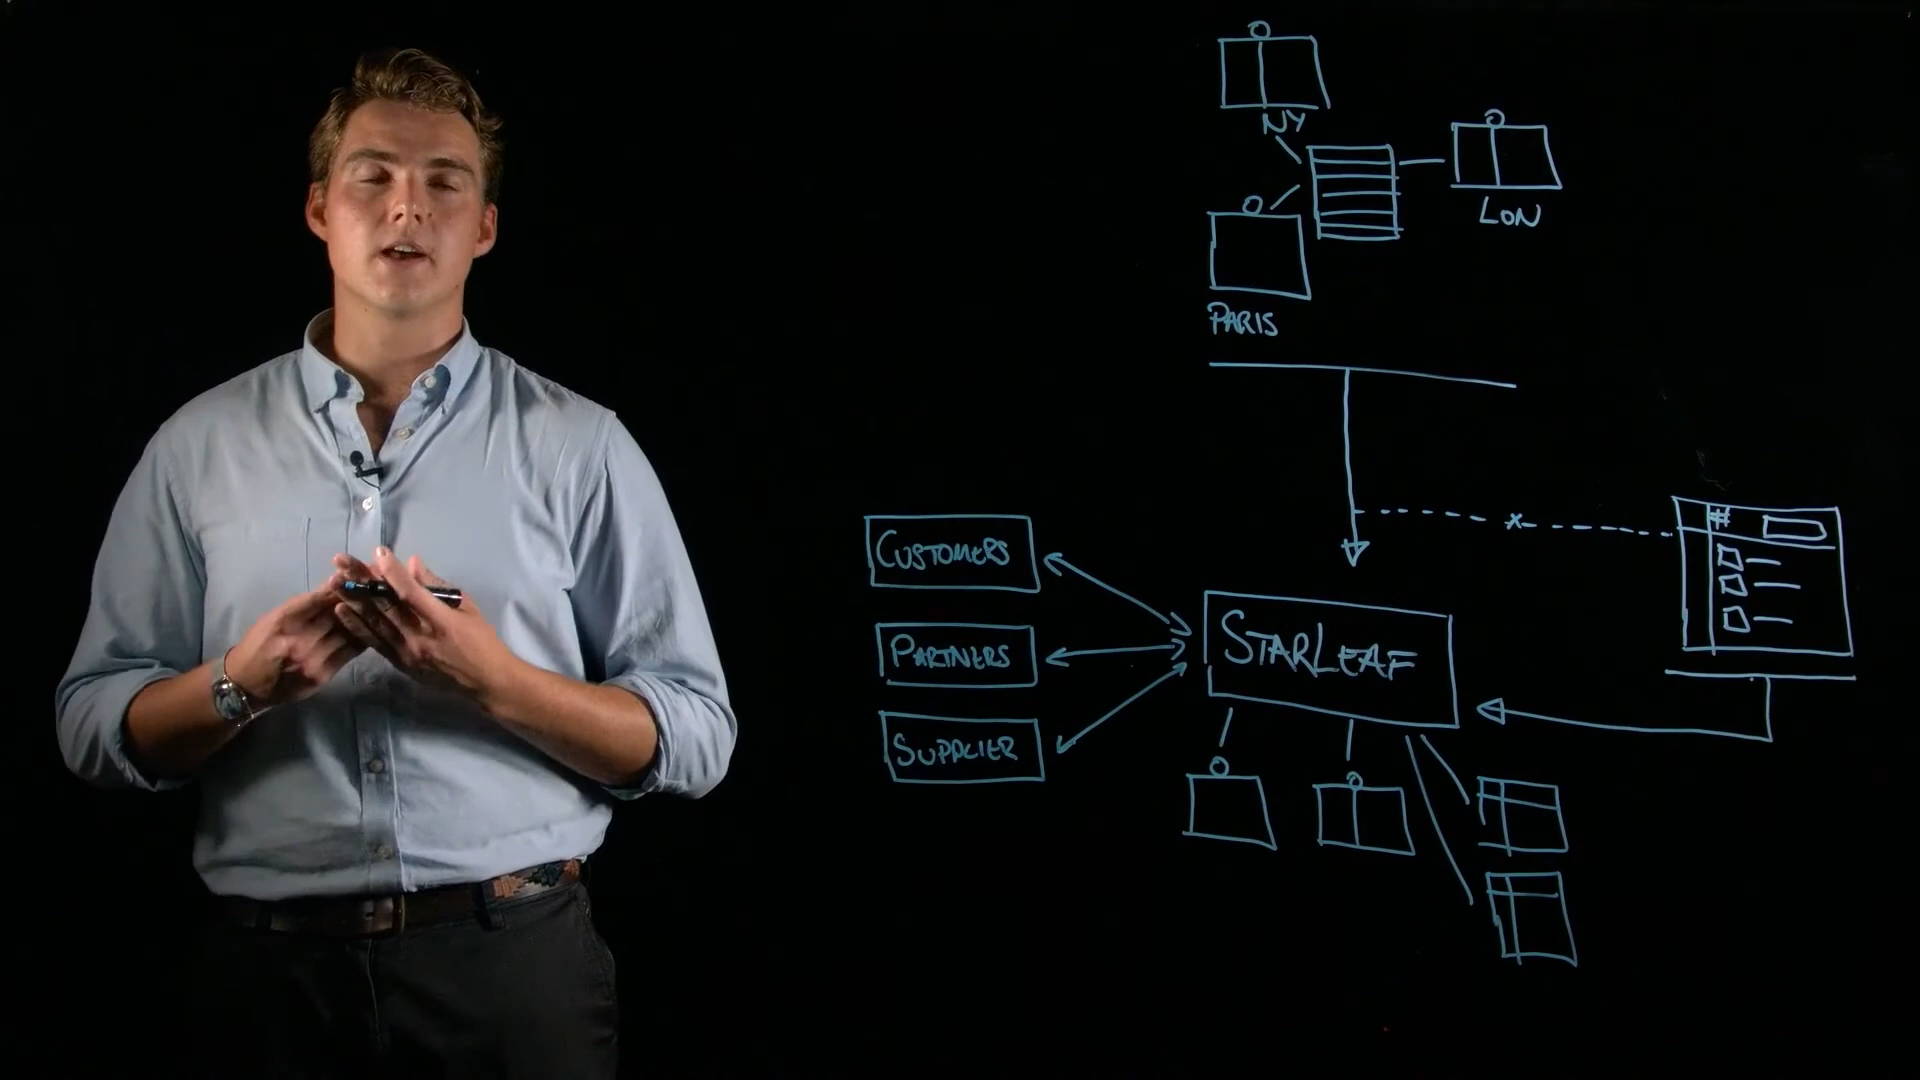 NY
LON
PARIS
#
CUSTOMERS
PARTNERS
SUPPLIER
STARLEAF
x